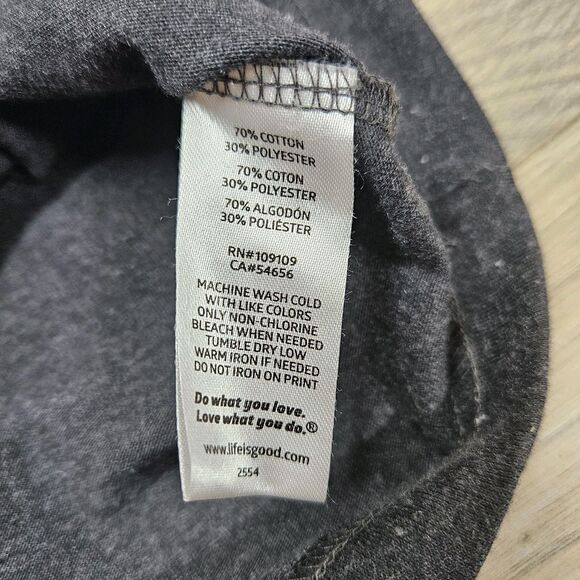 70% COTTON
30% POLYESTER
70% COTON
30% POLYESTER
70% ALGODÓN
30% POLIÉSTER
RN#109109
CA#54656
MACHINE WASH COLD
WITH LIKE COLORS
ONLY NON-CHLORINE
BLEACH WHEN NEEDED
TUMBLE DRY LOW
WARM IRON IF NEEDED
DO NOT IRON ON PRINT
Do what you love.
Love what you do.®
www.lifeisgood.com
2554